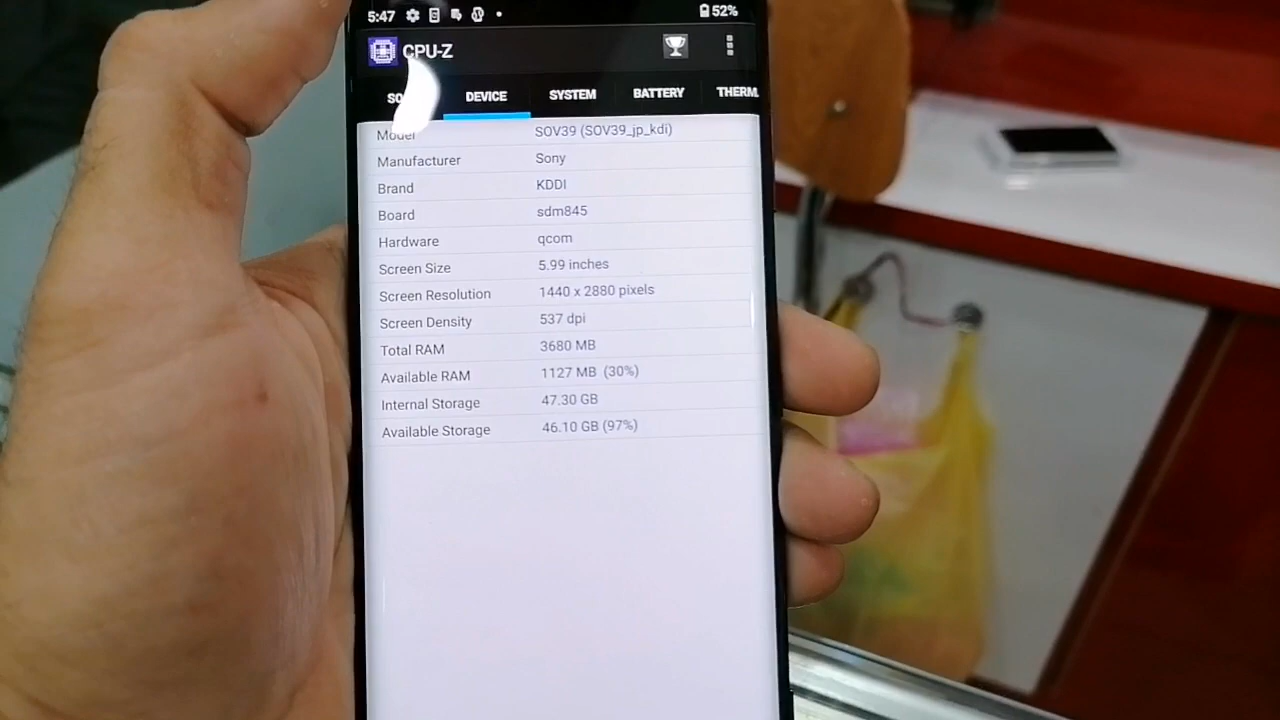 5:47 52%
CPU-Z
SO DEVICE SYSTEM BATTERY THERM
Model SOV39 (SOV39_jp_kdi)
Manufacturer Sony
Brand KDDI
Board sdm845
Hardware qcom
Screen Size 5.99 inches
Screen Resolution 1440 x 2880 pixels
Screen Density 537 dpi
Total RAM 3680 MB
Available RAM 1127 MB (30%)
Internal Storage 47.30 GB
Available Storage 46.10 GB (97%)